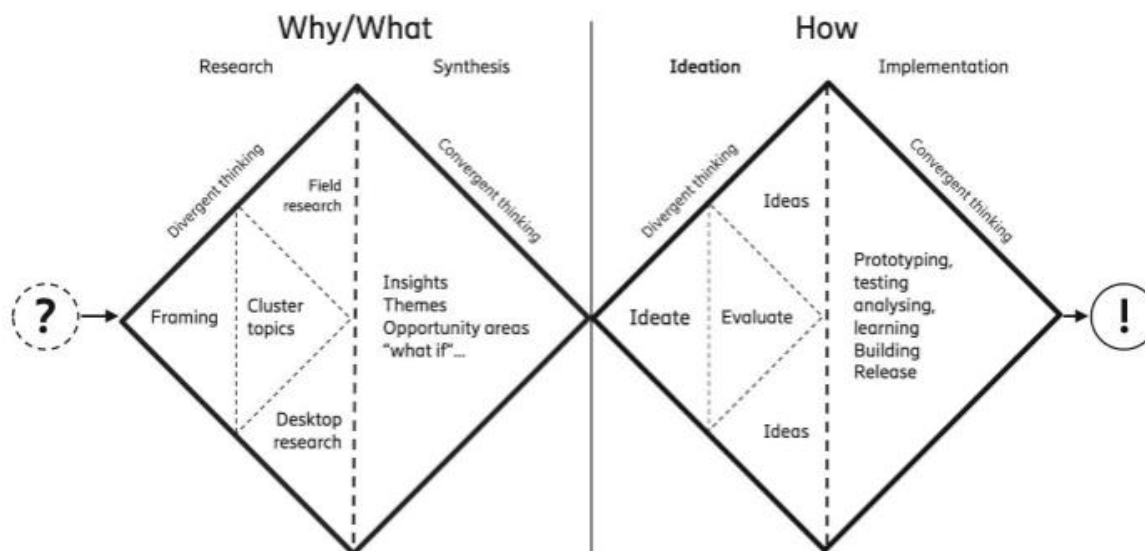 Why/What
How
Research
Synthesis
Ideation
Implementation
Divergent thinking
Convergent thinking
Divergent thinking
Convergent thinking
Field
research
Ideas
?
Framing
Cluster
topics
Insights
Themes
Opportunity areas
“what if“...
Ideate
Evaluate
Prototyping,
testing
analysing,
learning
Building
Release
!
Desktop
research
Ideas